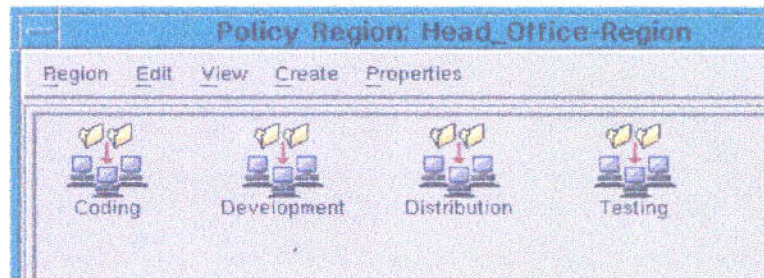 Policy Region: Head_Office-Region
Region Edit View Create Properties
Coding Development Distribution Testing